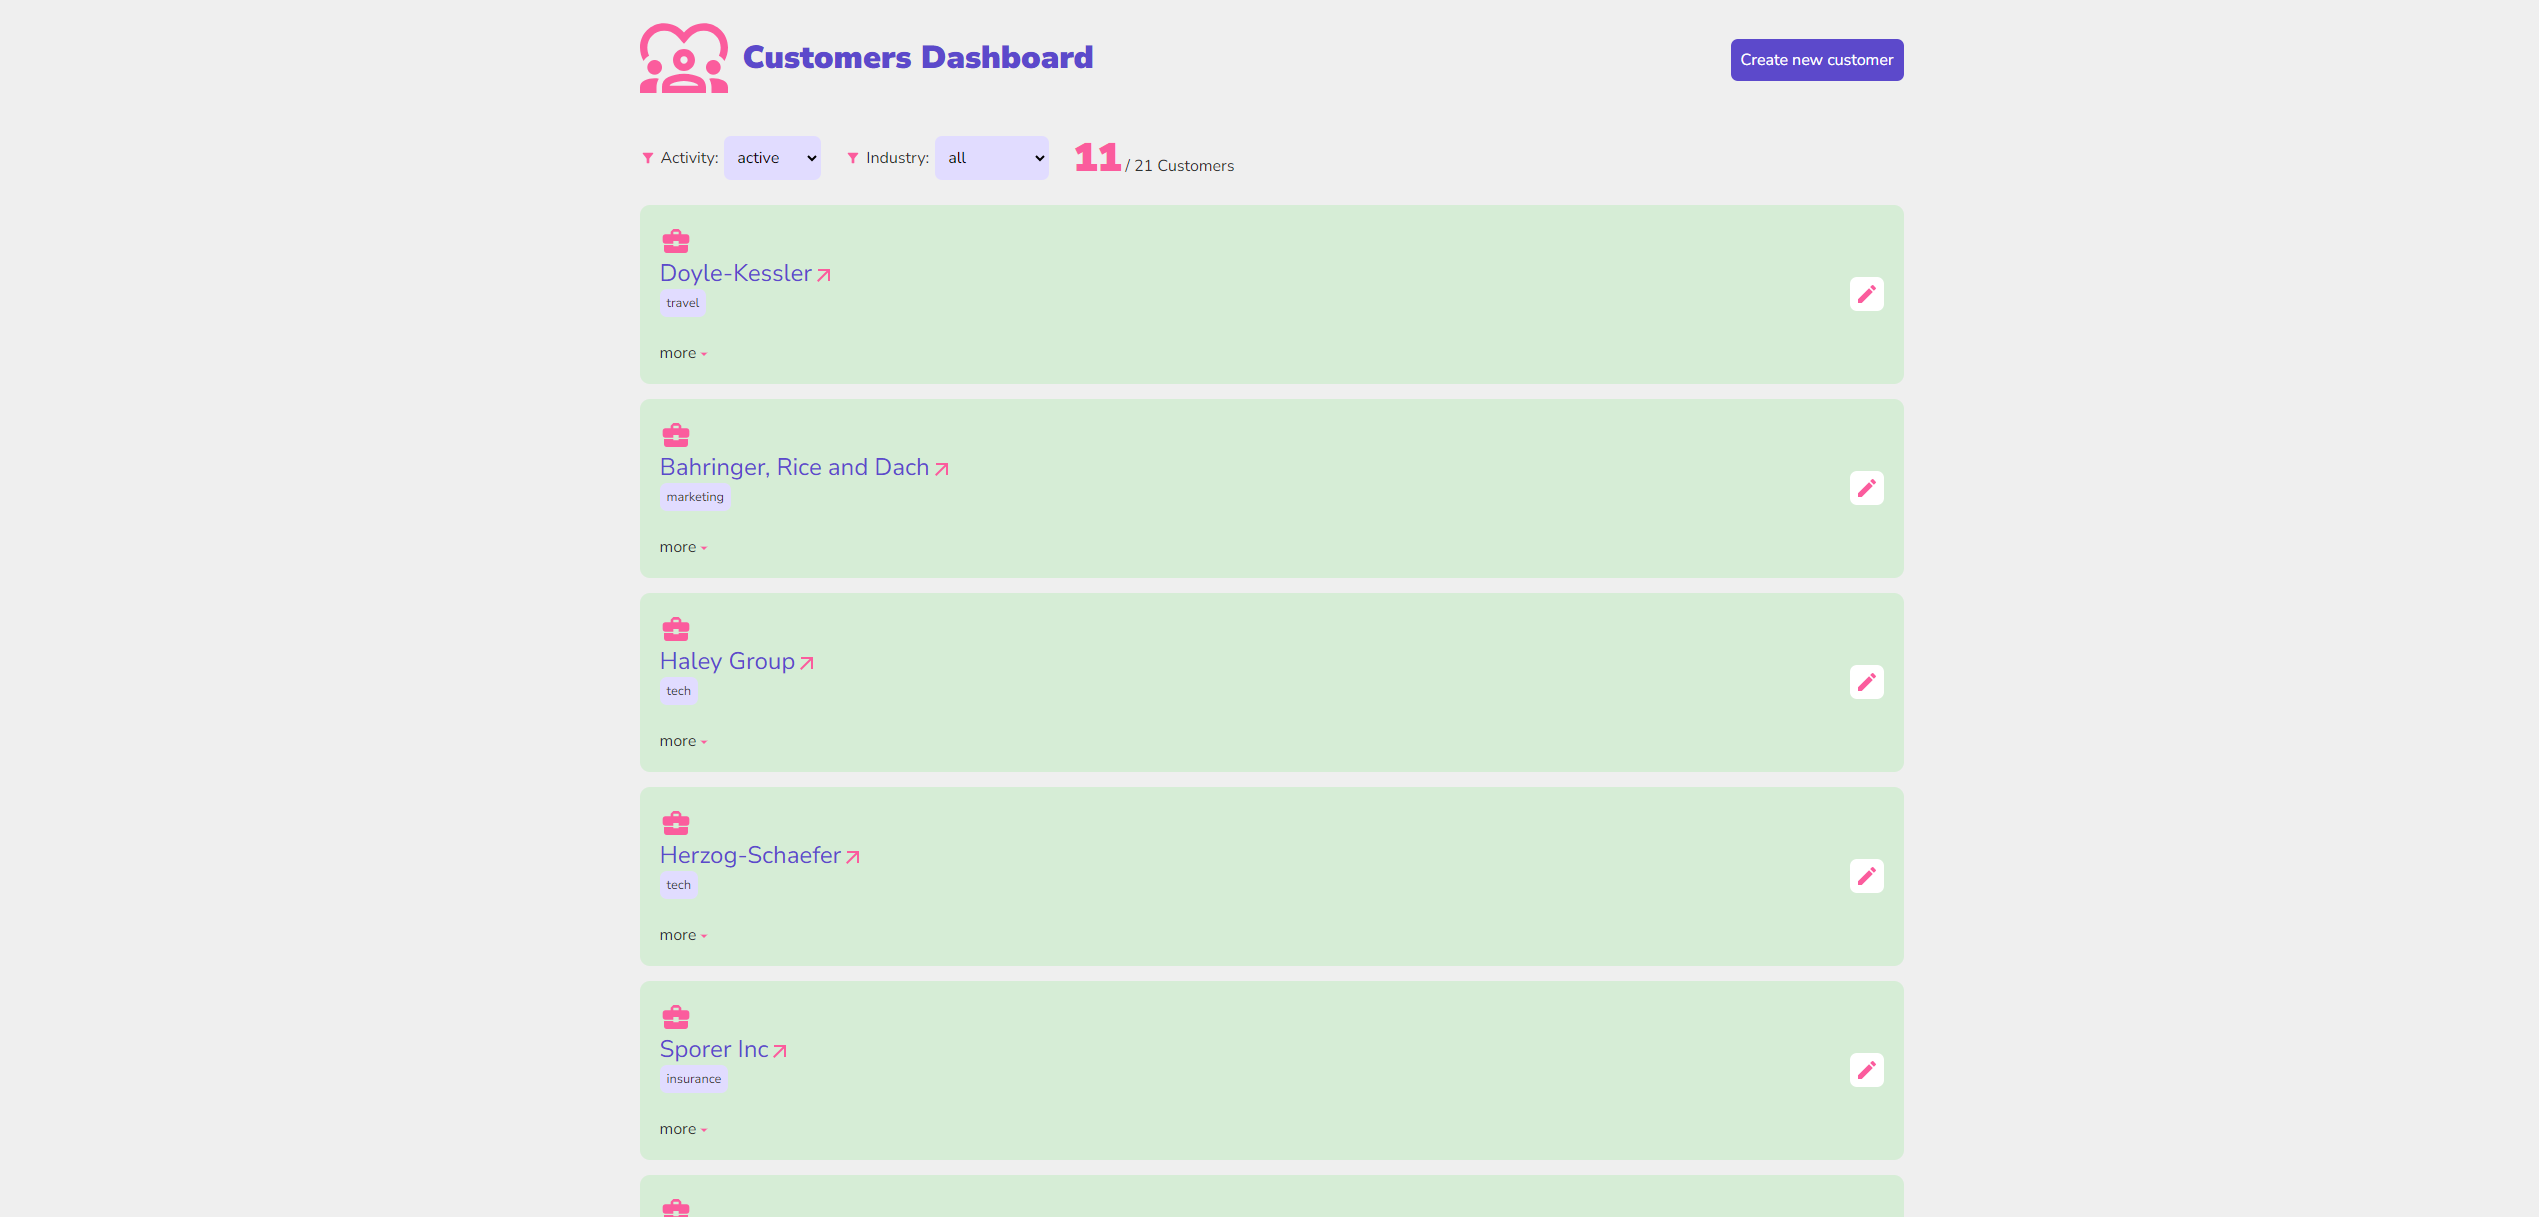 Customers Dashboard
Create new customer
Activity: active Industry: all 11 / 21 Customers
Doyle-Kessler
travel
more
Bahringer, Rice and Dach
marketing
more
Haley Group
tech
more
Herzog-Schaefer
tech
more
Sporer Inc
insurance
more